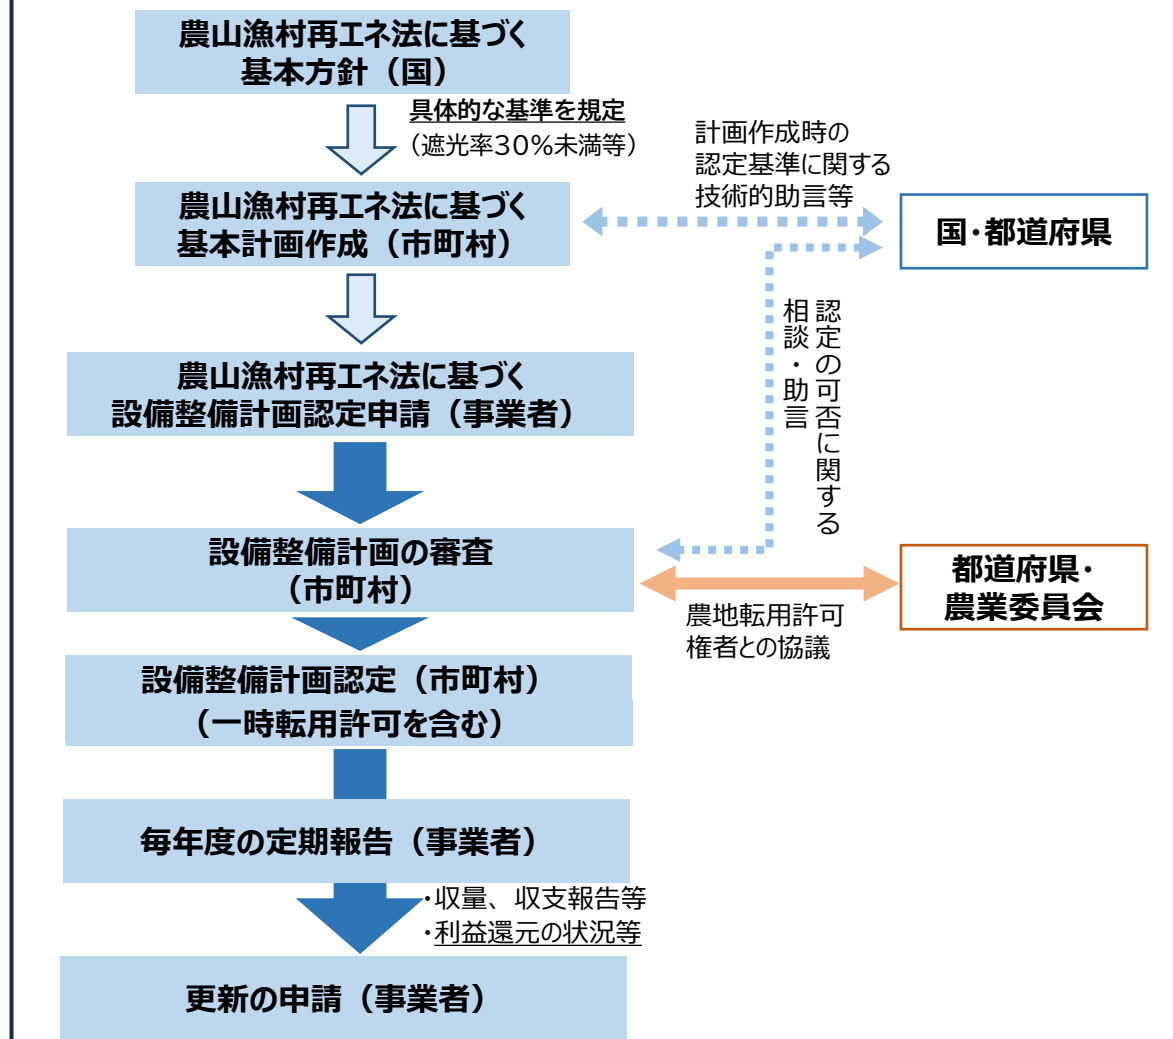 農山漁村再エネ法に基づく
基本方針（国）
具体的な基準を規定
（遮光率30%未満等）
計画作成時の
認定基準に関する
技術的助言等
農山漁村再エネ法に基づく
基本計画作成（市町村）
国・都道府県
認定の可否に関する
相談・助言
農山漁村再エネ法に基づく
設備整備計画認定申請（事業者）
設備整備計画の審査
（市町村）
都道府県・
農業委員会
農地転用許可
権者との協議
設備整備計画認定（市町村）
（一時転用許可を含む）
毎年度の定期報告（事業者）
・収量、収支報告等
・利益還元の状況等
更新の申請（事業者）